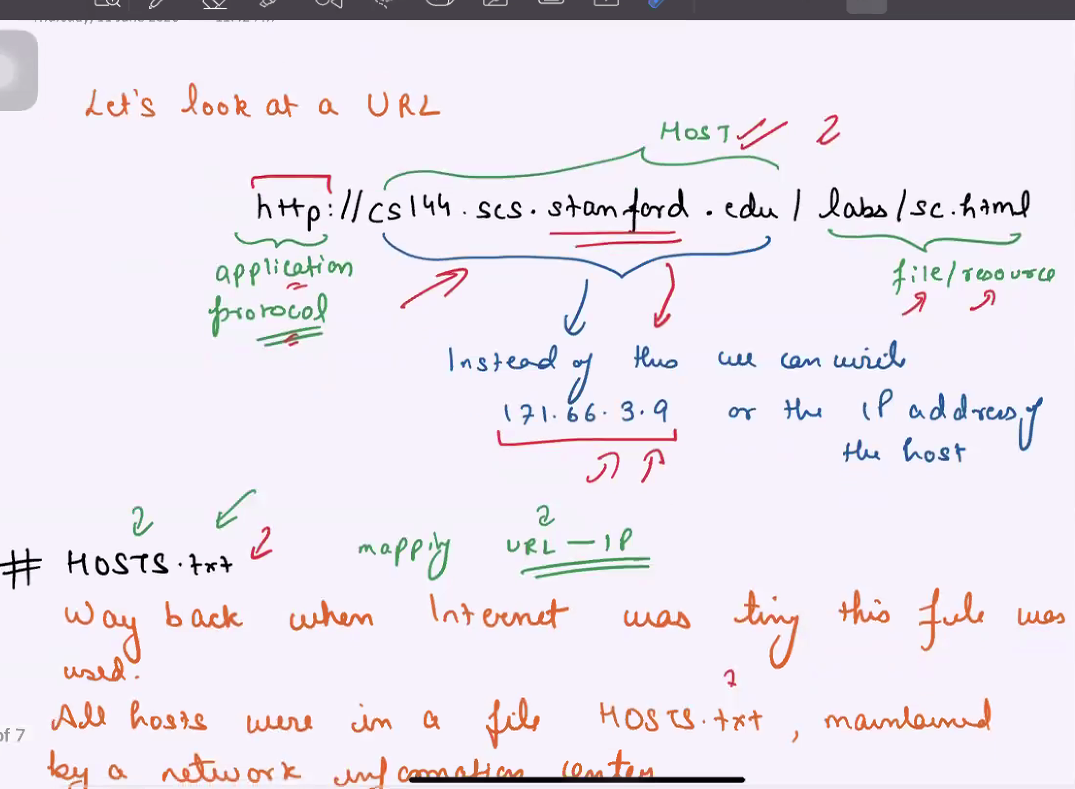 Let's look at a URL
HOST
http://cs144.scs.stanford.edu/labs/sc.html
application
protocol
file/resource
Instead of this we can write
171.66.3.9 or the IP address of
the host
# HOSTS.txt mapping URL-IP
Way back when Internet was tiny this file was
used.
All hosts were in a file HOSTS.txt, maintained
of 7
by a network information center